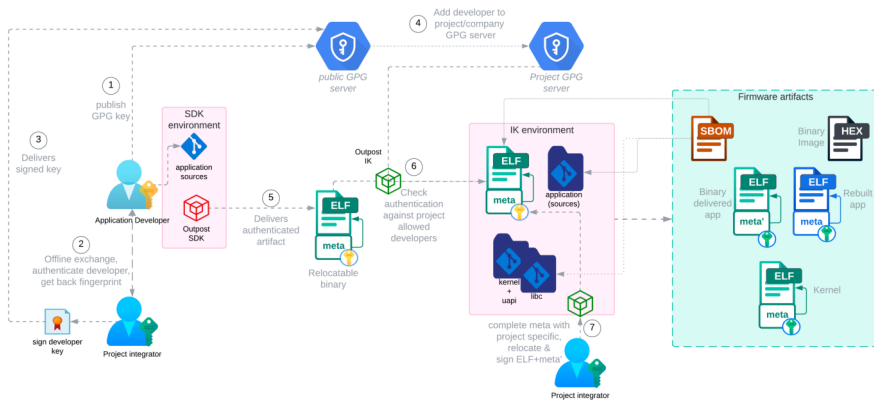 4
Add developer to
project/company
GPG server
public GPG
server
Project GPG
server
1
publish
GPG key
3
Delivers
signed key
SDK
environment
application
sources
Outpost
SDK
Application Developer
2
Offline exchange,
authenticate developer,
get back fingerprint
sign developer
key
Project integrator
5
Delivers
authenticated
artifact
ELF
meta
Relocatable
binary
Outpost
IK
6
Check
authentication
against project
allowed
developers
IK environment
ELF
meta
application
(sources)
kernel
+
uapi
libc
7
complete meta with
project specific,
relocate &
sign ELF+meta'
Project integrator
Firmware artifacts
SBOM
Binary
Image
HEX
Binary
delivered
app
ELF
meta'
ELF
meta
Rebuilt
app
ELF
meta
Kernel